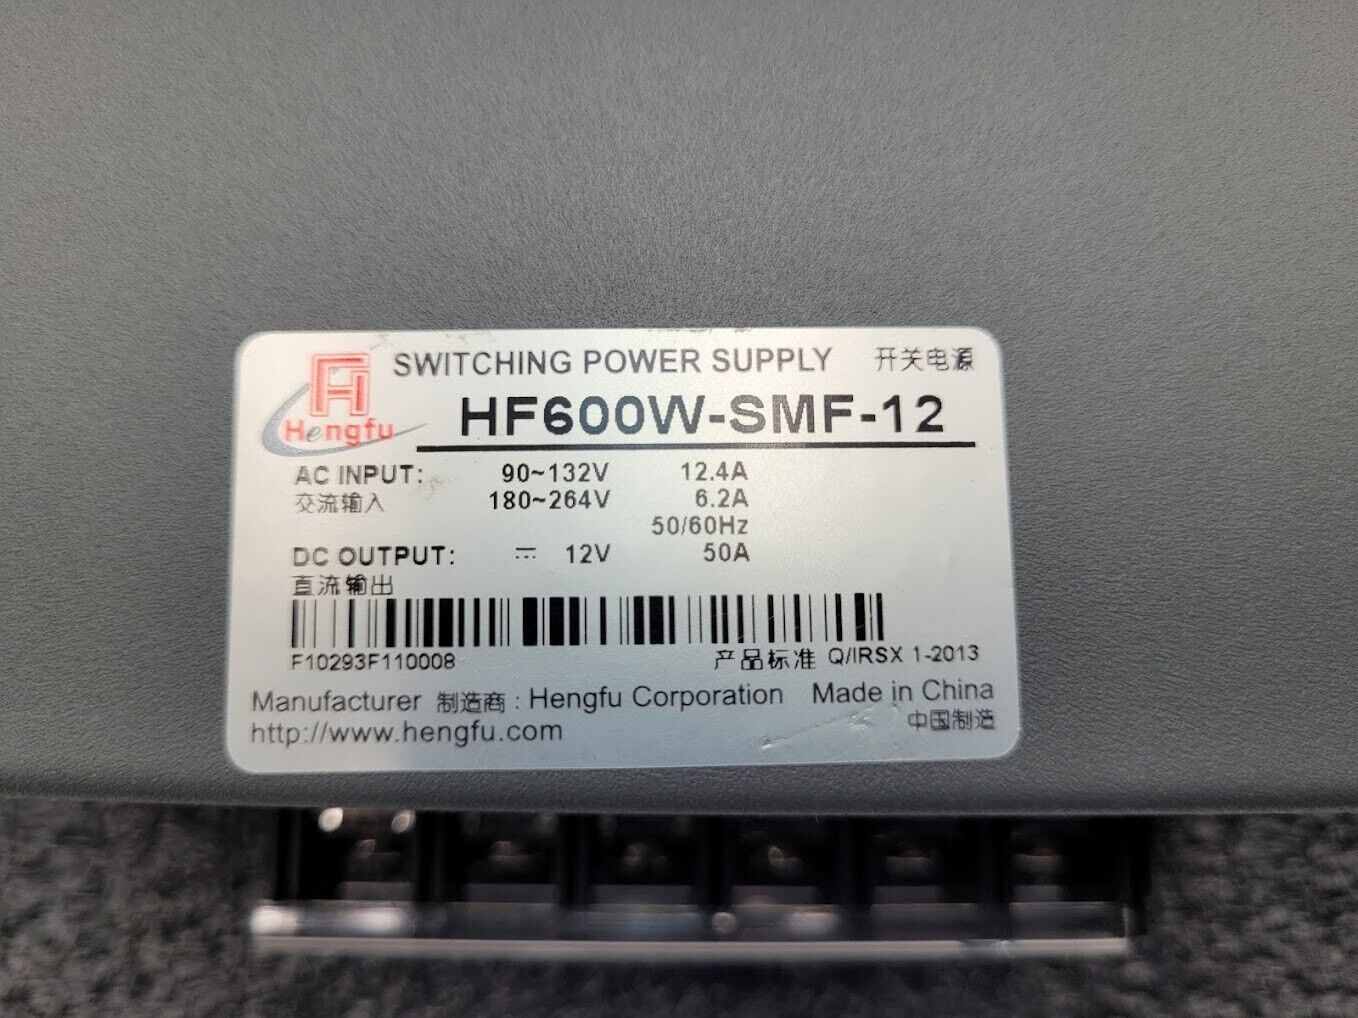 SWITCHING POWER SUPPLY 开关电源
Hengfu
HF600W-SMF-12
AC INPUT: 90~132V 12.4A
交流输入 180~264V 6.2A
50/60Hz
DC OUTPUT: ⎓ 12V 50A
直流输出
F10293F110008 产品标准 Q/IRSX 1-2013
Manufacturer 制造商: Hengfu Corporation Made in China
http://www.hengfu.com 中国制造